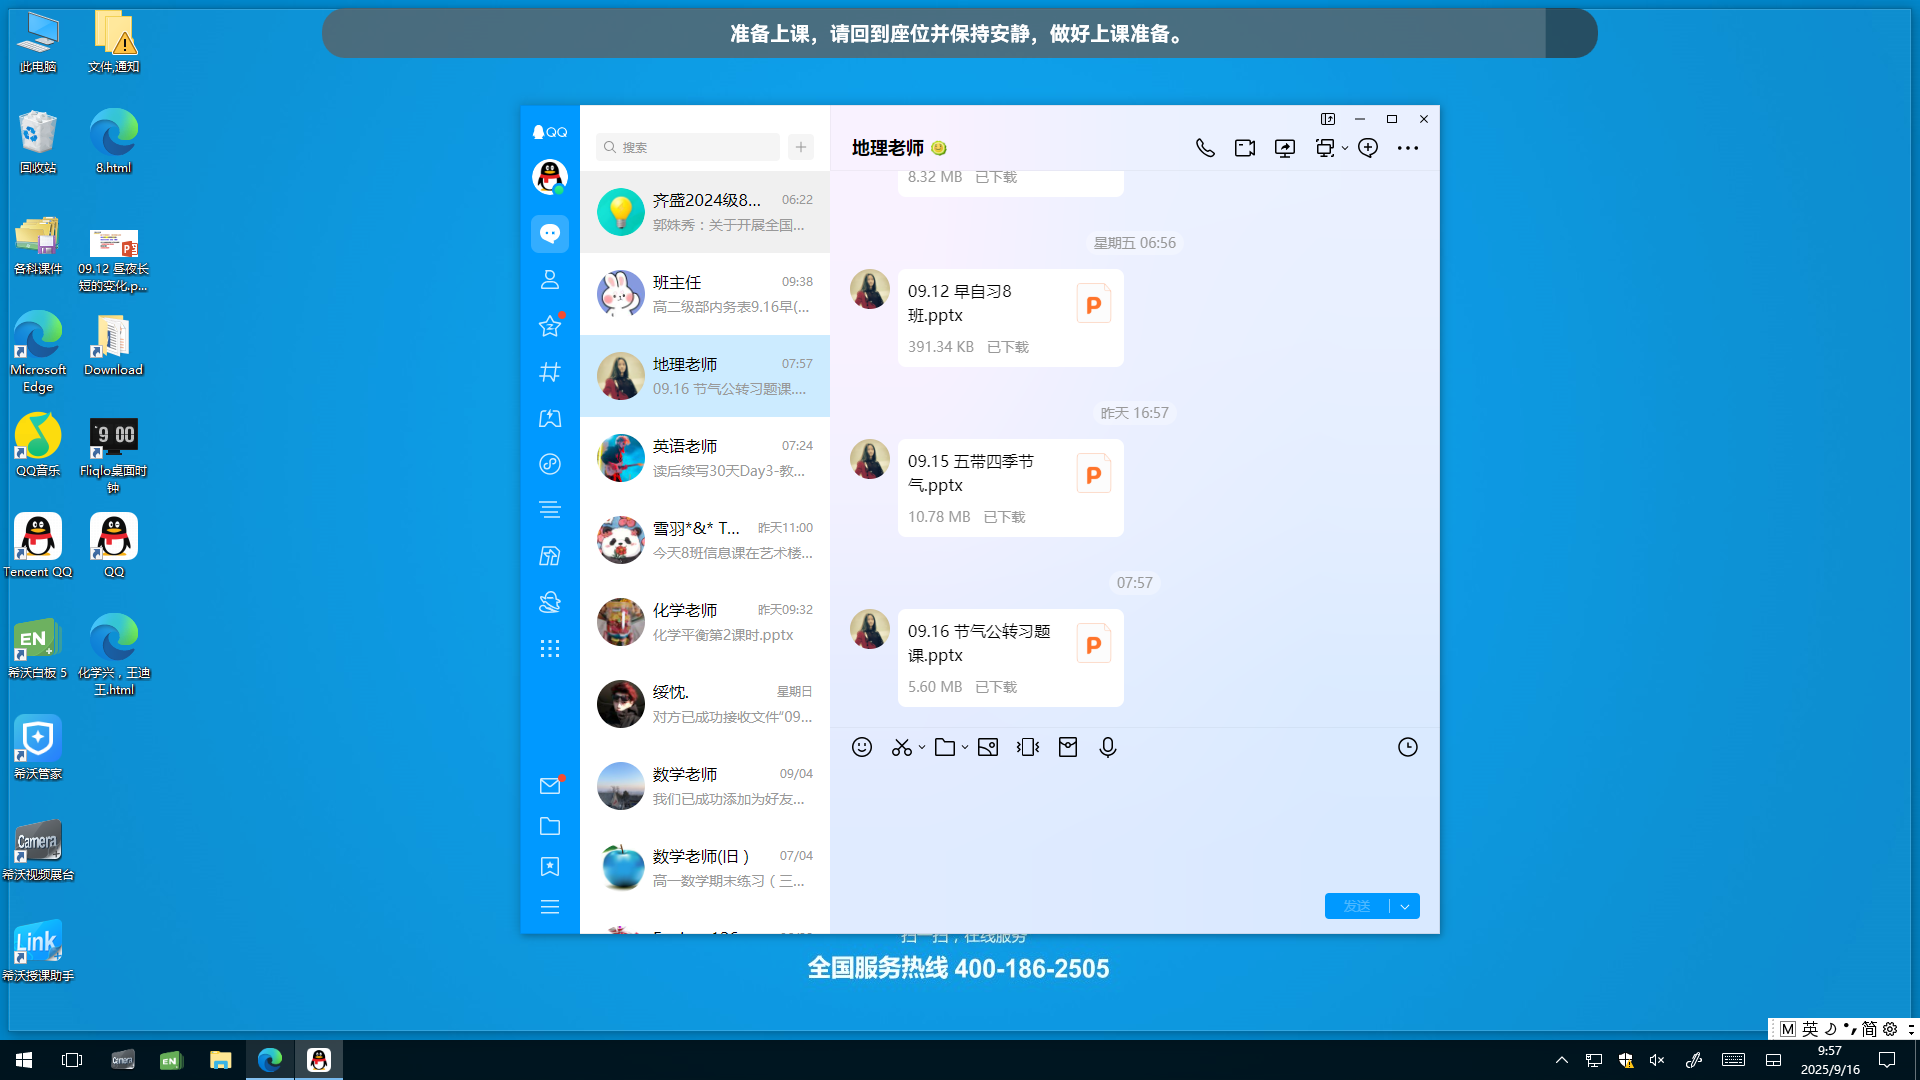 准备上课，请回到座位并保持安静，做好上课准备。
此电脑
文件,通知
回收站
8.html
各科课件
09.12 昼夜长
短的变化.p...
Microsoft
Edge
Download
QQ音乐
9 00
Fliqlo桌面时
钟
Tencent QQ
QQ
EN
希沃白板 5
化学兴，王迪
王.html
希沃管家
Camera
希沃视频展台
Link
希沃授课助手
QQ
搜索
齐盛2024级8...
06:22
郭姝秀：关于开展全国...
班主任
09:38
高二级部内务表9.16早(...
地理老师
07:57
09.16 节气公转习题课....
英语老师
07:24
读后续写30天Day3-教...
雪羽*&* T...
昨天11:00
今天8班信息课在艺术楼...
化学老师
昨天09:32
化学平衡第2课时.pptx
绥忱.
星期日
对方已成功接收文件“09...
数学老师
09/04
我们已成功添加为好友...
数学老师(旧 )
07/04
高一数学期末练习（三...
地理老师
8.32 MB 已下载
星期五 06:56
09.12 早自习8
班.pptx
391.34 KB 已下载
昨天 16:57
09.15 五带四季节
气.pptx
10.78 MB 已下载
07:57
09.16 节气公转习题
课.pptx
5.60 MB 已下载
发送
扫一扫，在线服务
全国服务热线 400-186-2505
M 英 简
Camera
EN
9:57
2025/9/16